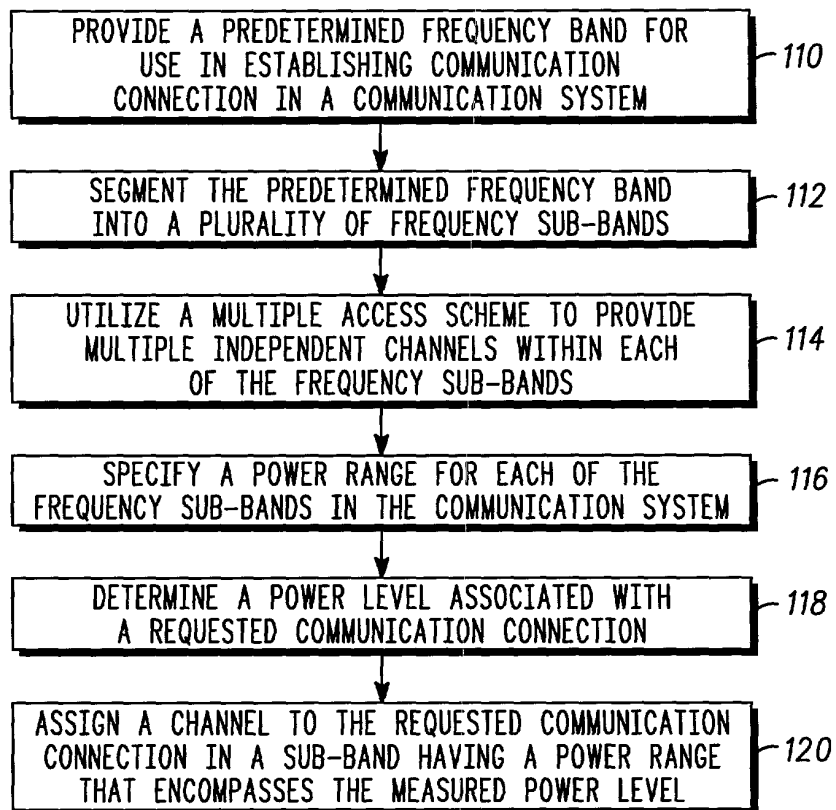 PROVIDE A PREDETERMINED FREQUENCY BAND FOR
USE IN ESTABLISHING COMMUNICATION
CONNECTION IN A COMMUNICATION SYSTEM
110
SEGMENT THE PREDETERMINED FREQUENCY BAND
INTO A PLURALITY OF FREQUENCY SUB-BANDS
112
UTILIZE A MULTIPLE ACCESS SCHEME TO PROVIDE
MULTIPLE INDEPENDENT CHANNELS WITHIN EACH
OF THE FREQUENCY SUB-BANDS
114
SPECIFY A POWER RANGE FOR EACH OF THE
FREQUENCY SUB-BANDS IN THE COMMUNICATION SYSTEM
116
DETERMINE A POWER LEVEL ASSOCIATED WITH
A REQUESTED COMMUNICATION CONNECTION
118
ASSIGN A CHANNEL TO THE REQUESTED COMMUNICATION
CONNECTION IN A SUB-BAND HAVING A POWER RANGE
THAT ENCOMPASSES THE MEASURED POWER LEVEL
120